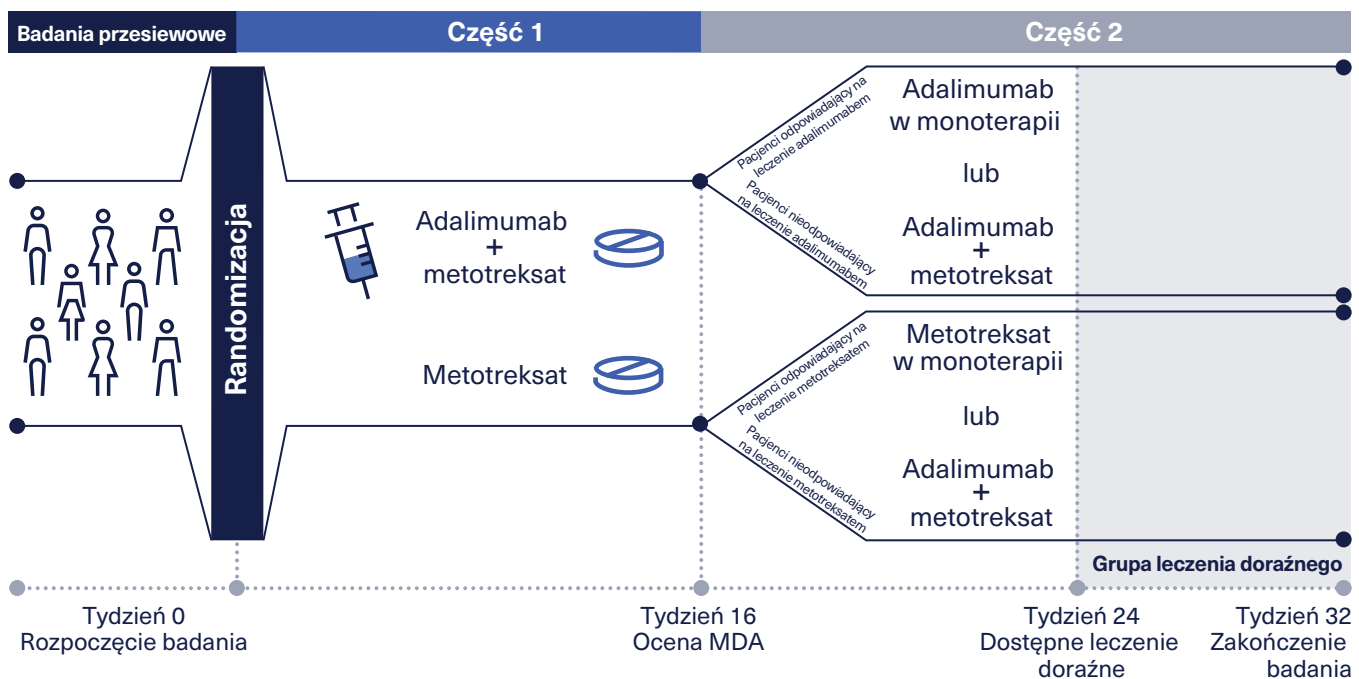 Badania przesiewowe
Część 1
Część 2
Randomizacja
Adalimumab
+
metotreksat
Metotreksat
Pacjenci odpowiadający na
leczenie adalimumabem
Pacjenci nieodpowiadający
na leczenie adalimumabem
Adalimumab
w monoterapii
lub
Adalimumab
+
metotreksat
Pacjenci odpowiadający na
leczenie metotreksatem
Pacjenci nieodpowiadający
na leczenie metotreksatem
Metotreksat
w monoterapii
lub
Adalimumab
+
metotreksat
Grupa leczenia doraźnego
Tydzień 0
Rozpoczęcie badania
Tydzień 16
Ocena MDA
Tydzień 24
Dostępne leczenie
doraźne
Tydzień 32
Zakończenie
badania